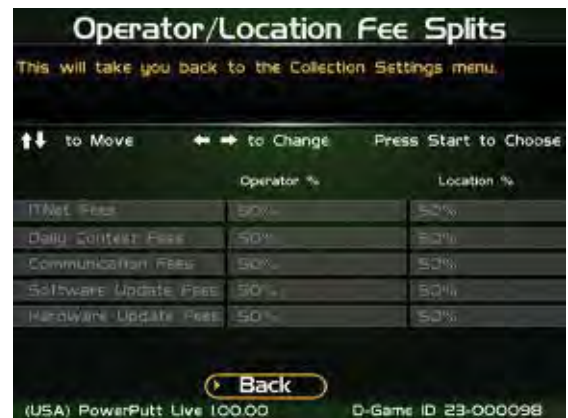 Operator/Location Fee Splits
This will take you back to the Collection Settings menu.
to Move to Change Press Start to Choose
Operator % Location %
ITNet Fees 50% 50%
Daily Contest Fees 50% 50%
Communication Fees 50% 50%
Software Update Fees 50% 50%
Hardware Update Fees 50% 50%
Back
(USA) PowerPutt Live 1.00.00 D-Game ID 23-000098